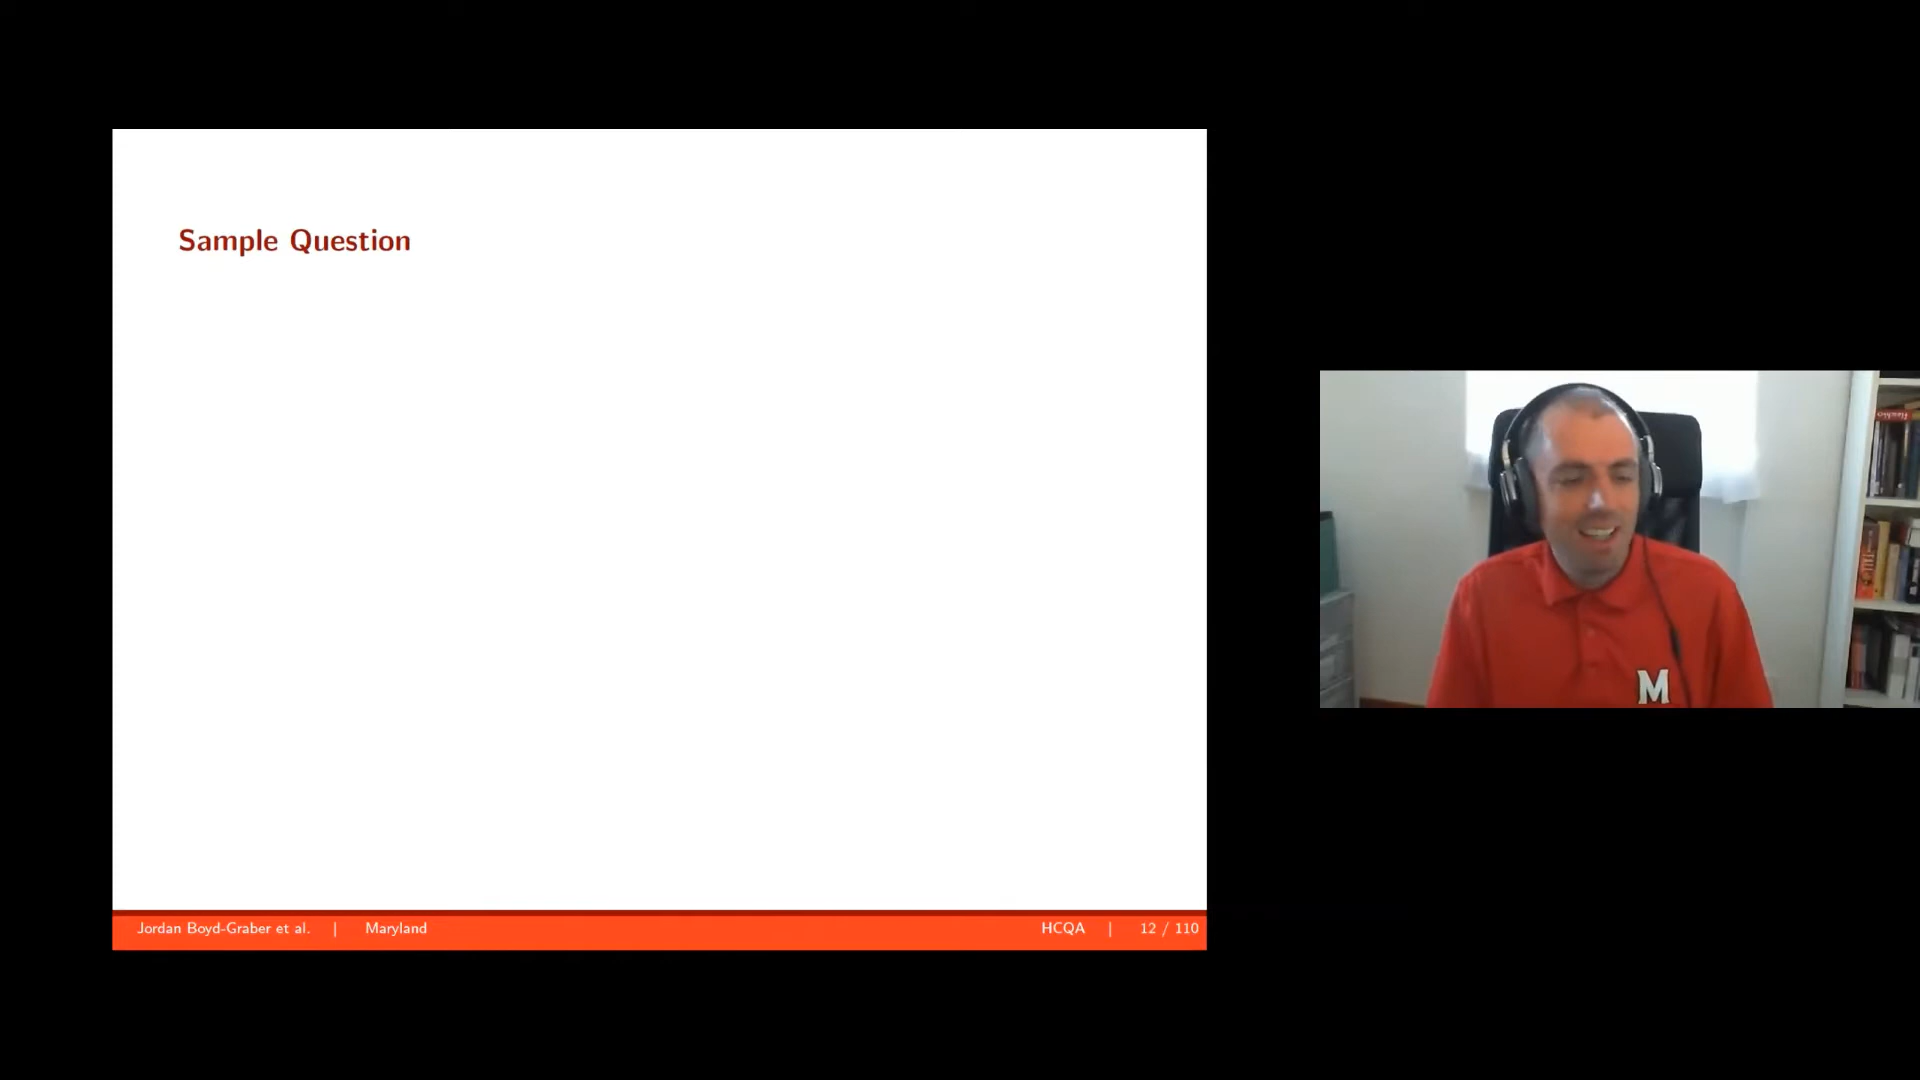 Sample Question
Jordan Boyd-Graber et al. | Maryland HCQA | 12 / 110
M